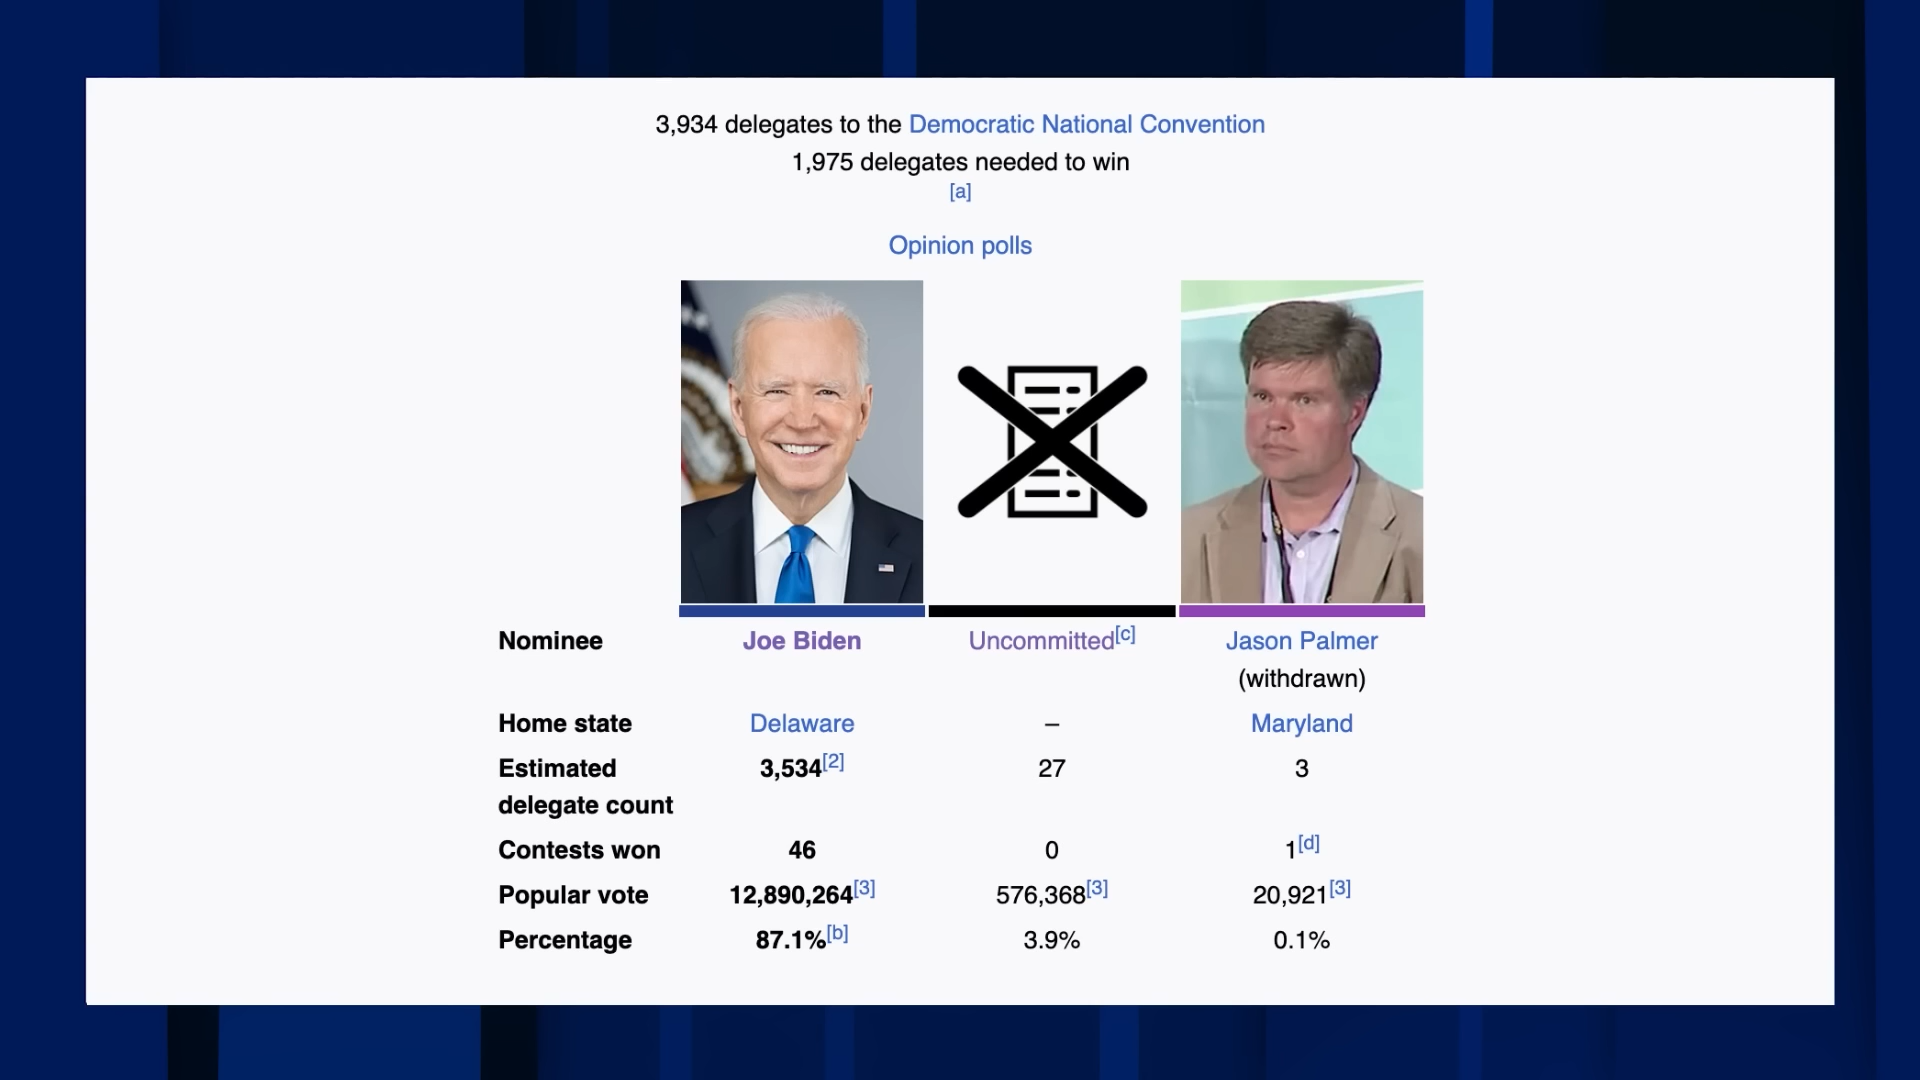 3,934 delegates to the Democratic National Convention
1,975 delegates needed to win
[a]
Opinion polls
Nominee Joe Biden Uncommitted[c] Jason Palmer
(withdrawn)
Home state Delaware – Maryland
Estimated 3,534[2] 27 3
delegate count
Contests won 46 0 1[d]
Popular vote 12,890,264[3] 576,368[3] 20,921[3]
Percentage 87.1%[b] 3.9% 0.1%